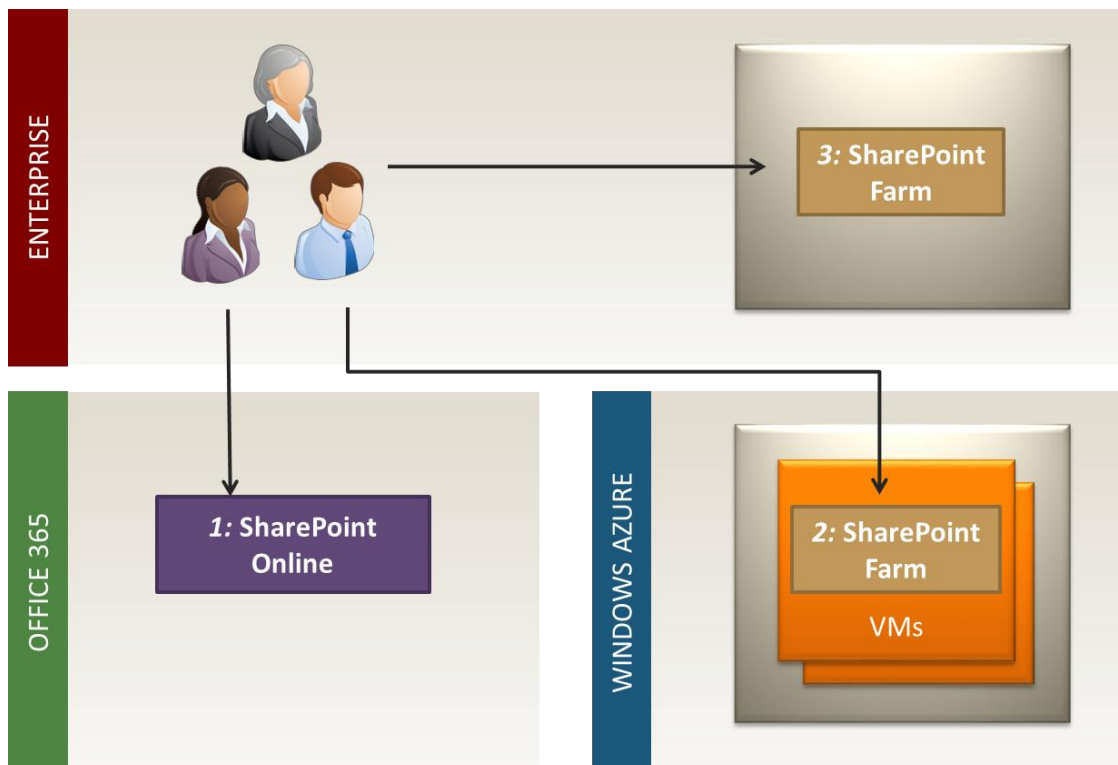 ENTERPRISE
3: SharePoint
Farm
OFFICE 365
1: SharePoint
Online
WINDOWS AZURE
2: SharePoint
Farm
VMs